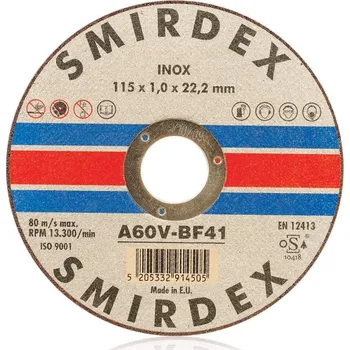 SMIRDEX
INOX
115 x 1,0 x 22,2 mm
80 m/s max.
RPM 13.300/min
ISO 9001
A60V-BF41
EN 12413
oSa
10418
5 205332 914505
Made in E.U.
SMIRDEX